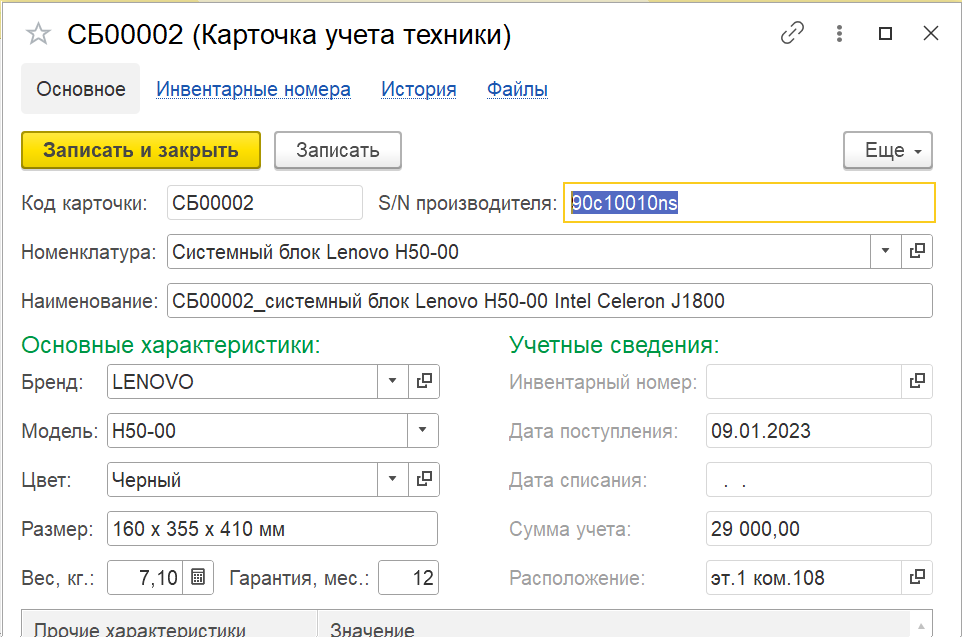 СБ00002 (Карточка учета техники)
Основное Инвентарные номера История Файлы
Записать и закрыть Записать Еще
Код карточки: СБ00002 S/N производителя: 90c10010ns
Номенклатура: Системный блок Lenovo H50-00
Наименование: СБ00002_системный блок Lenovo H50-00 Intel Celeron J1800
Основные характеристики: Учетные сведения:
Бренд: LENOVO Инвентарный номер:
Модель: H50-00 Дата поступления: 09.01.2023
Цвет: Черный Дата списания: . .
Размер: 160 x 355 x 410 мм Сумма учета: 29 000,00
Вес, кг.: 7,10 Гарантия, мес.: 12 Расположение: эт.1 ком.108
Прочие характеристики Значение